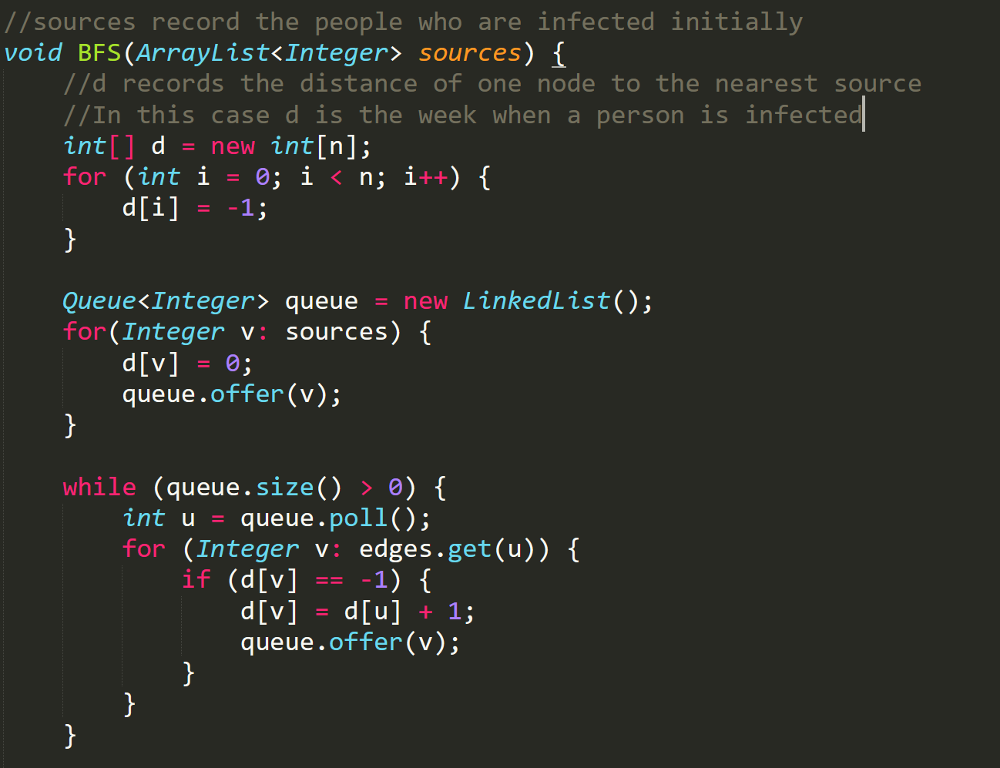 //sources record the people who are infected initially
void BFS(ArrayList<Integer> sources) {
    //d records the distance of one node to the nearest source
    //In this case d is the week when a person is infected
    int[] d = new int[n];
    for (int i = 0; i < n; i++) {
        d[i] = -1;
    }

    Queue<Integer> queue = new LinkedList();
    for(Integer v: sources) {
        d[v] = 0;
        queue.offer(v);
    }

    while (queue.size() > 0) {
        int u = queue.poll();
        for (Integer v: edges.get(u)) {
            if (d[v] == -1) {
                d[v] = d[u] + 1;
                queue.offer(v);
            }
        }
    }